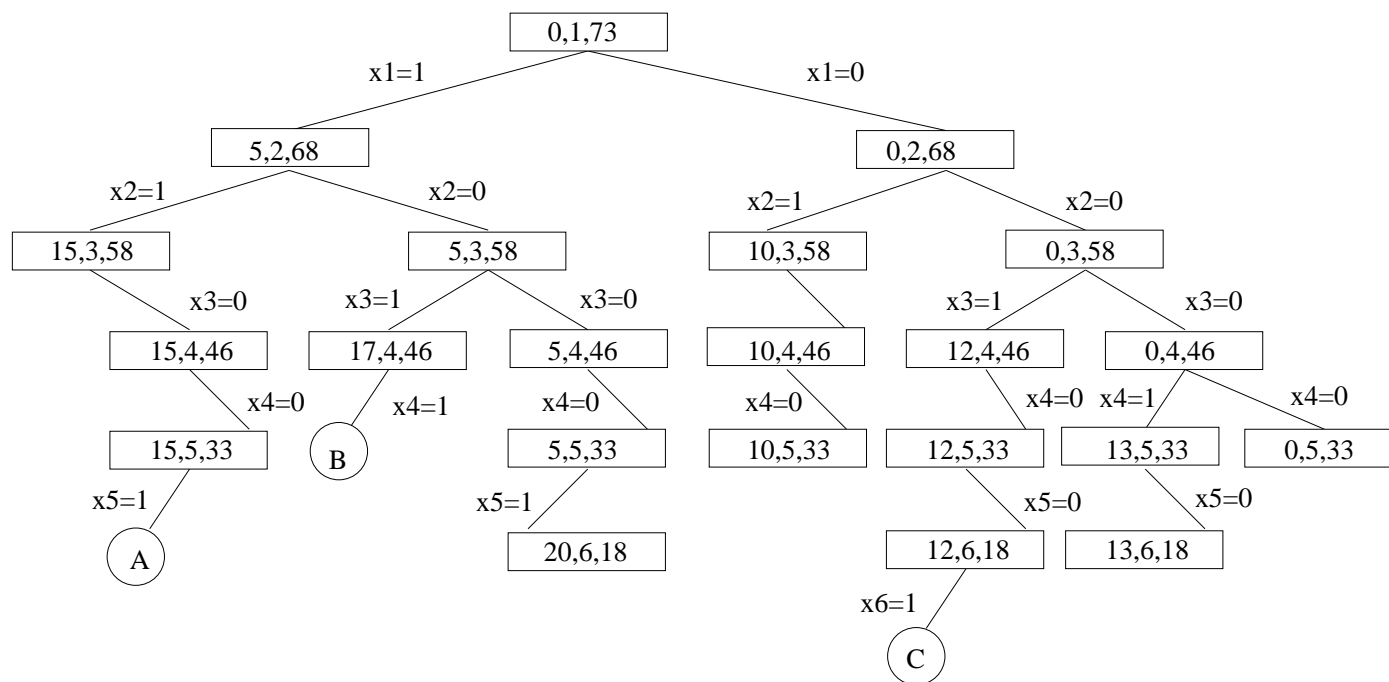 0,1,73
x1=1
x1=0
5,2,68
0,2,68
x2=1
x2=0
x2=1
x2=0
15,3,58
5,3,58
10,3,58
0,3,58
x3=0
x3=1
x3=0
x3=1
x3=0
15,4,46
17,4,46
5,4,46
10,4,46
12,4,46
0,4,46
x4=0
x4=1
x4=0
x4=0
x4=0
x4=1
x4=0
15,5,33
B
5,5,33
10,5,33
12,5,33
13,5,33
0,5,33
x5=1
x5=1
x5=0
x5=0
A
20,6,18
12,6,18
13,6,18
x6=1
C